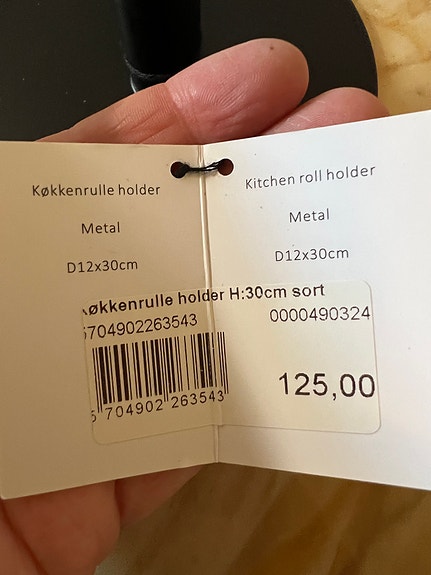 Køkkenrulle holder
Metal
D12x30cm
Kitchen roll holder
Metal
D12x30cm
køkkenrulle holder H:30cm sort
5704902263543
0000490324
5 704902 263543
125,00